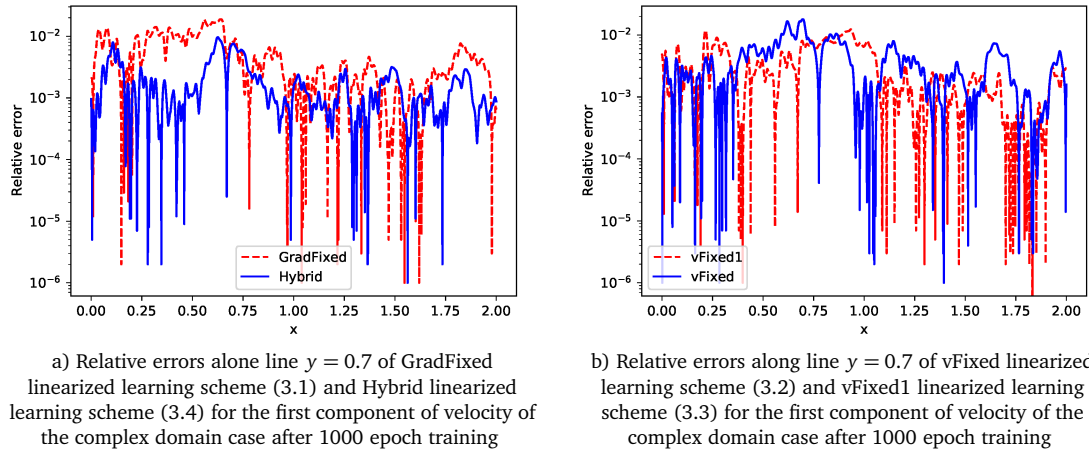 10⁻²
10⁻³
10⁻⁴
10⁻⁵
10⁻⁶
Relative error
GradFixed
Hybrid
0.00 0.25 0.50 0.75 1.00 1.25 1.50 1.75 2.00
x
a) Relative errors alone line y = 0.7 of GradFixed
linearized learning scheme (3.1) and Hybrid linearized
learning scheme (3.4) for the first component of velocity of
the complex domain case after 1000 epoch training
10⁻²
10⁻³
10⁻⁴
10⁻⁵
10⁻⁶
Relative error
vFixed1
vFixed
0.00 0.25 0.50 0.75 1.00 1.25 1.50 1.75 2.00
x
b) Relative errors along line y = 0.7 of vFixed linearized
learning scheme (3.2) and vFixed1 linearized learning
scheme (3.3) for the first component of velocity of the
complex domain case after 1000 epoch training